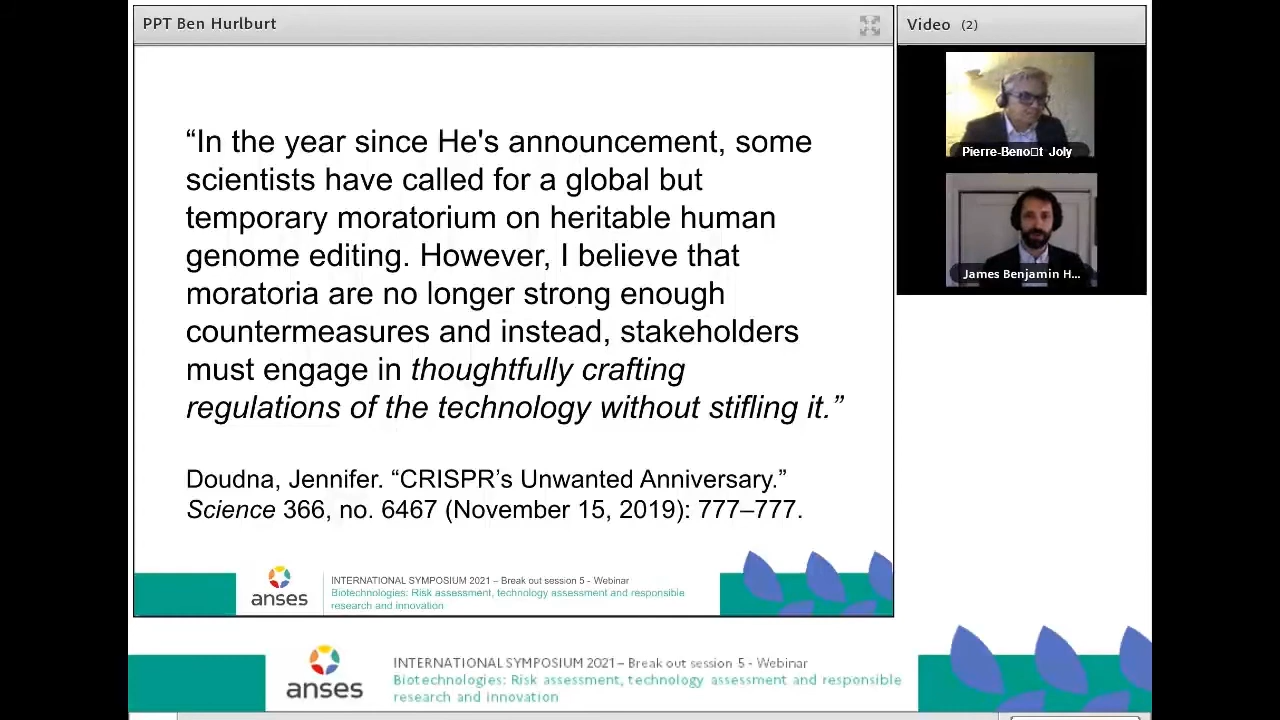 PPT Ben Hurlburt
Video (2)
“In the year since He's announcement, some
scientists have called for a global but
temporary moratorium on heritable human
genome editing. However, I believe that
moratoria are no longer strong enough
countermeasures and instead, stakeholders
must engage in thoughtfully crafting
regulations of the technology without stifling it.”
Doudna, Jennifer. “CRISPR’s Unwanted Anniversary.”
Science 366, no. 6467 (November 15, 2019): 777–777.
anses
INTERNATIONAL SYMPOSIUM 2021 – Break out session 5 - Webinar
Biotechnologies: Risk assessment, technology assessment and responsible
research and innovation
Pierre-Beno□t Joly
James Benjamin H...
anses
INTERNATIONAL SYMPOSIUM 2021 – Break out session 5 - Webinar
Biotechnologies: Risk assessment, technology assessment and responsible
research and innovation